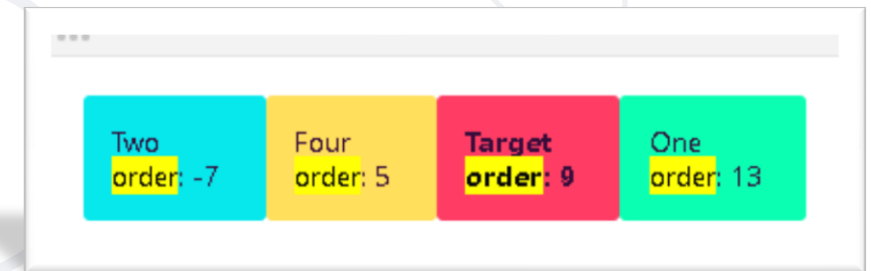 Two
order: -7
Four
order: 5
Target
order: 9
One
order: 13